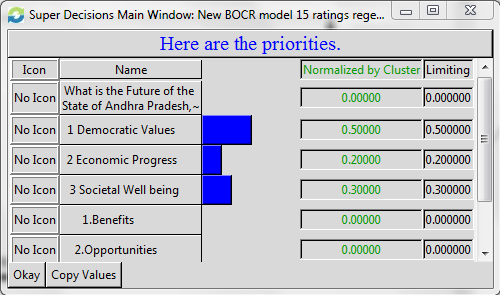 Super Decisions Main Window: New BOCR model 15 ratings rege...
Here are the priorities.
Icon Name Normalized by Cluster Limiting
No Icon What is the Future of the State of Andhra Pradesh,~ 0.00000 0.000000
No Icon 1 Democratic Values 0.50000 0.500000
No Icon 2 Economic Progress 0.20000 0.200000
No Icon 3 Societal Well being 0.30000 0.300000
No Icon 1.Benefits 0.00000 0.000000
No Icon 2.Opportunities 0.00000 0.000000
Okay Copy Values